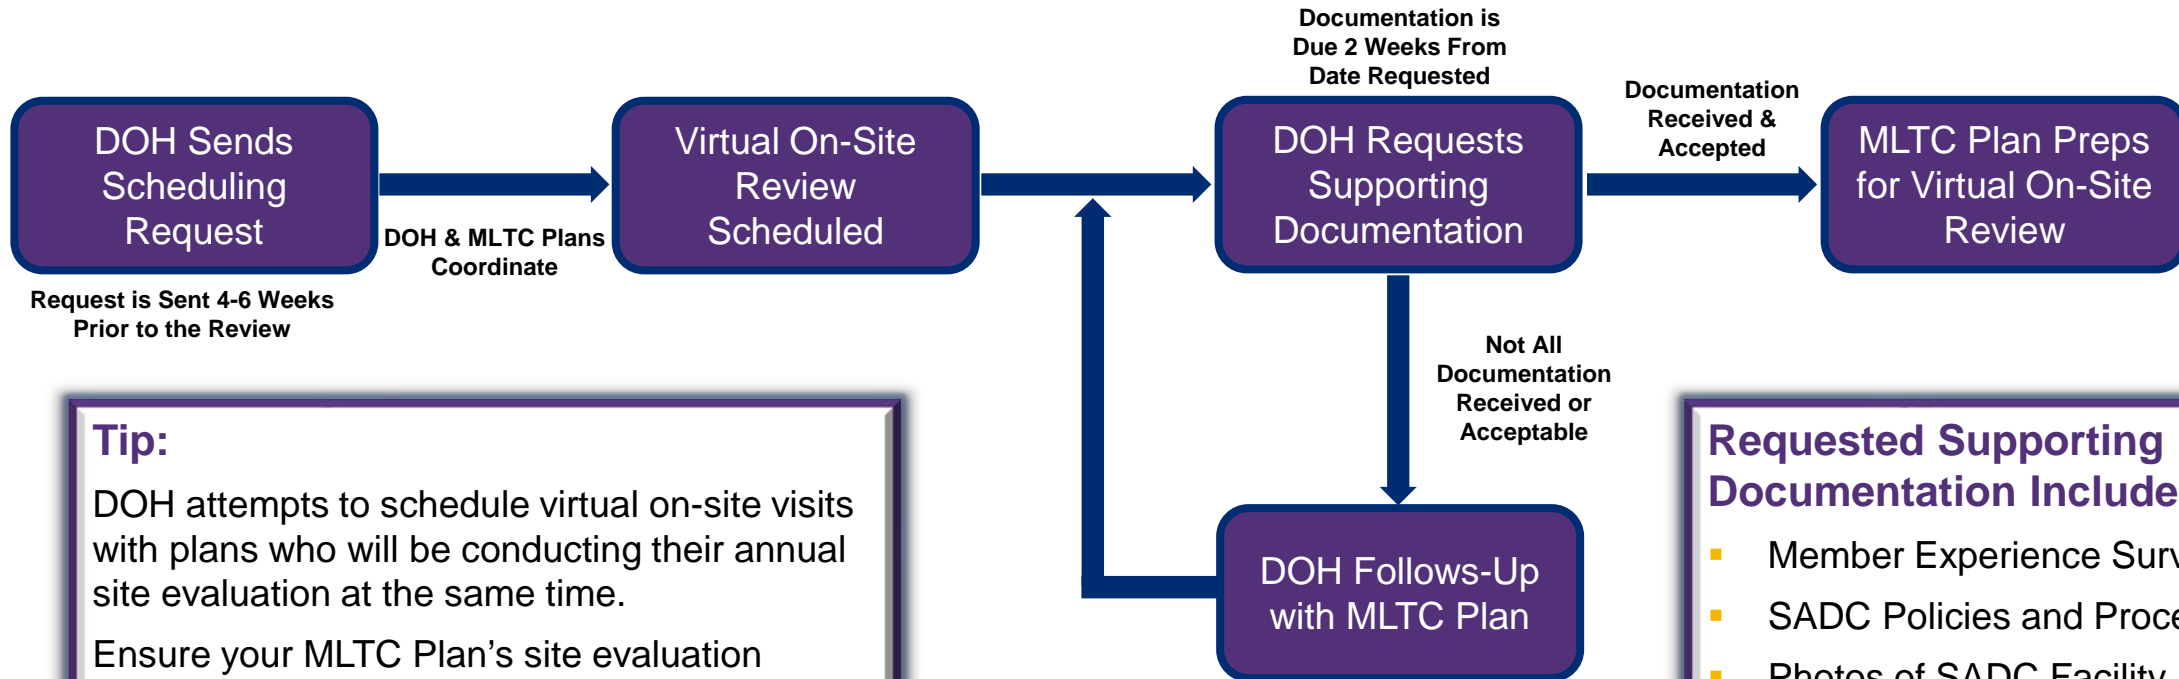 Documentation is
Due 2 Weeks From
Date Requested
DOH Sends
Scheduling
Request
DOH & MLTC Plans
Coordinate
Virtual On-Site
Review
Scheduled
DOH Requests
Supporting
Documentation
Documentation
Received &
Accepted
MLTC Plan Preps
for Virtual On-Site
Review
Request is Sent 4-6 Weeks
Prior to the Review
Not All
Documentation
Received or
Acceptable
DOH Follows-Up
with MLTC Plan
Tip:
DOH attempts to schedule virtual on-site visits
with plans who will be conducting their annual
site evaluation at the same time.
Ensure your MLTC Plan's site evaluation
Requested Supporting
Documentation Include
Member Experience
SADC Policies and
Photos of SADC Facility